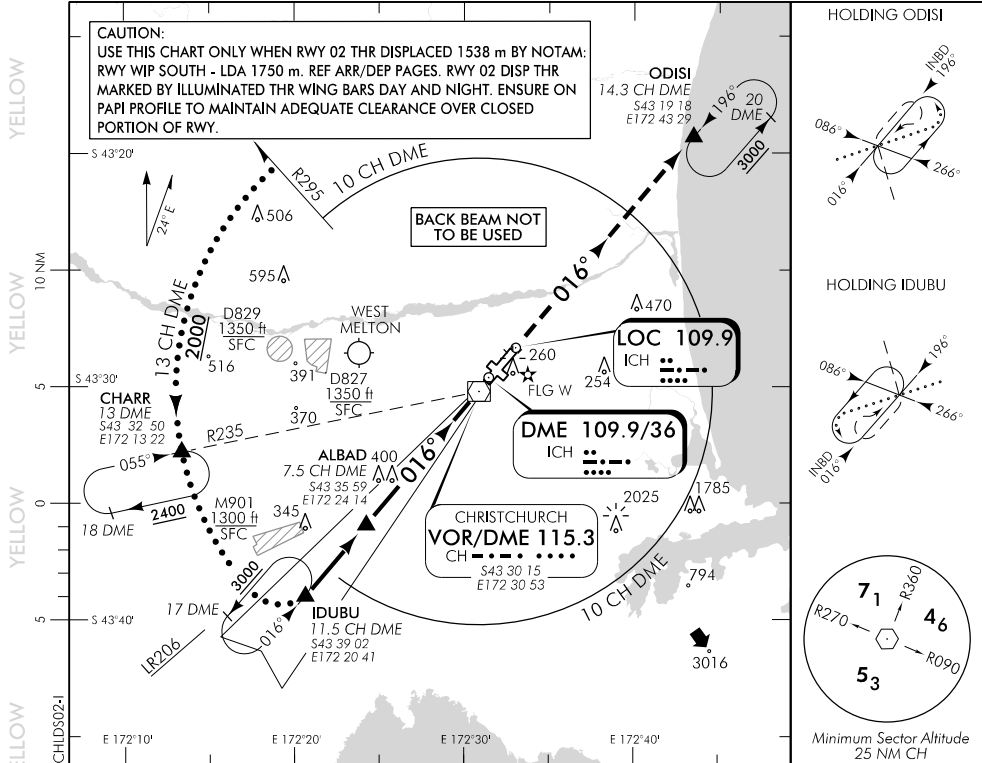 YELLOW
YELLOW
YELLOW
YELLOW
CAUTION:
USE THIS CHART ONLY WHEN RWY 02 THR DISPLACED 1538 m BY NOTAM:
RWY WIP SOUTH - LDA 1750 m. REF ARR/DEP PAGES. RWY 02 DISP THR
MARKED BY ILLUMINATED THR WING BARS DAY AND NIGHT. ENSURE ON
PAPI PROFILE TO MAINTAIN ADEQUATE CLEARANCE OVER CLOSED
PORTION OF RWY.
ODISI
14.3 CH DME
S43 19 18
E172 43 29
196°
20
DME
3000
S 43°20'
24° E
R295
10 CH DME
506
BACK BEAM NOT
TO BE USED
016°
595
10 NM
13 CH DME
2000
D829
1350 ft
SFC
WEST
MELTON
470
LOC 109.9
ICH
516
391
D827
1350 ft
SFC
260
254
FLG W
5
S 43°30'
CHARR
13 DME
S43 32 50
E172 13 22
370
R235
DME 109.9/36
ICH
055°
016°
ALBAD
7.5 CH DME
S43 35 59
E172 24 14
400
18 DME
2400
0
M901
1300 ft
SFC
345
CHRISTCHURCH
VOR/DME 115.3
CH
S43 30 15
E172 30 53
2025
1785
10 CH DME
794
3000
17 DME
016°
IDUBU
11.5 CH DME
S43 39 02
E172 20 41
5
S 43°40'
LR206
3016
CHLDS02-I
E 172°10'
E 172°20'
E 172°30'
E 172°40'
HOLDING ODISI
INBD
196°
086°
266°
016°
HOLDING IDUBU
196°
266°
INBD
016°
71
R360
R270
46
R090
53
Minimum Sector Altitude
25 NM CH